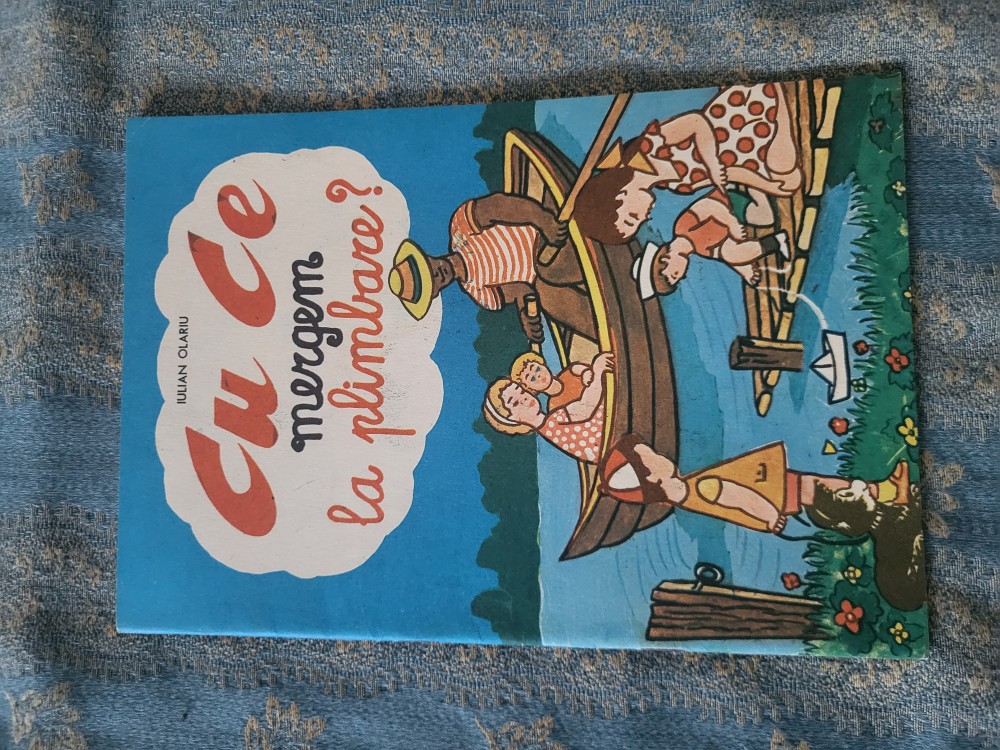 IULIAN OLARIU
Cu Ce
mergem
la plimbare?